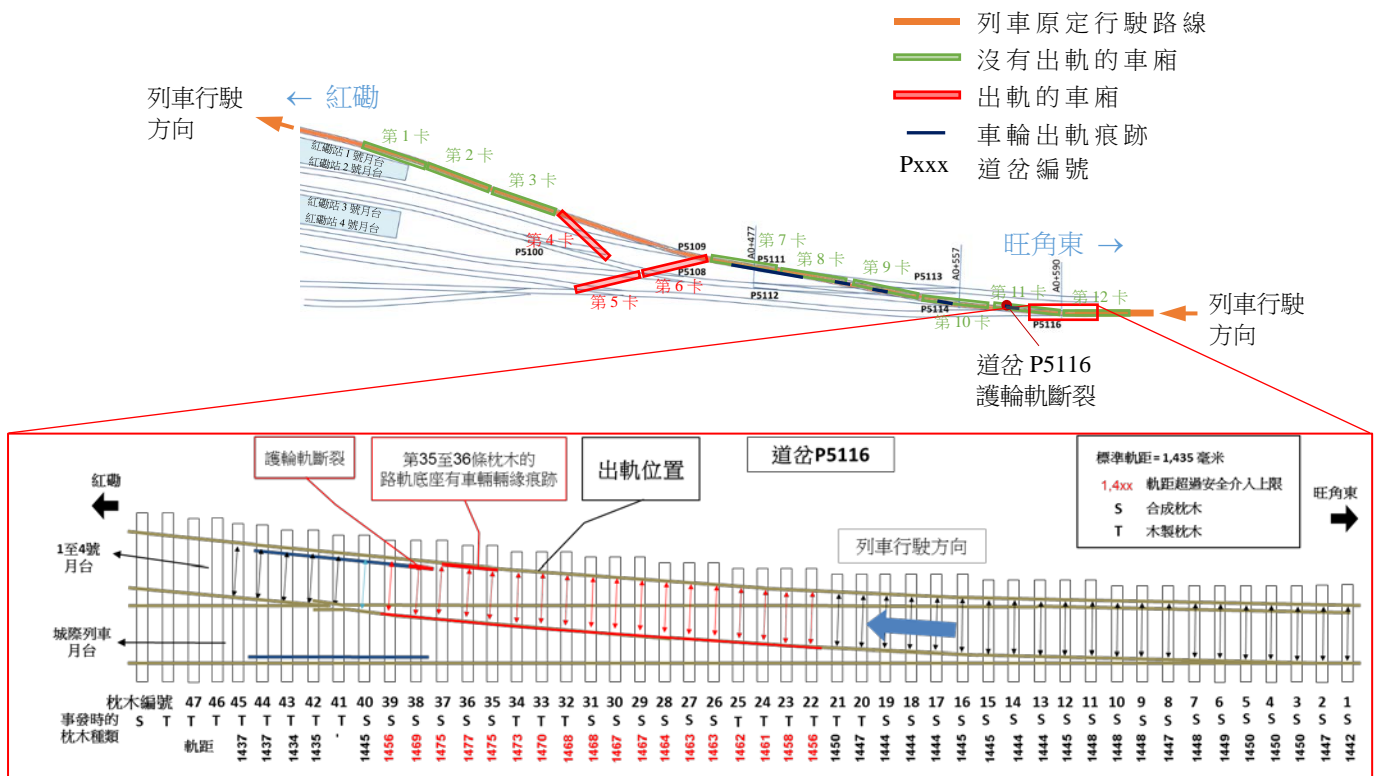 列車原定行駛路線
沒有出軌的車廂
出軌的車廂
車輪出軌痕跡
Pxxx 道岔編號
列車行駛
方向
← 紅磡
紅磡站 1 號月台
紅磡站 2 號月台
紅磡站 3 號月台
紅磡站 4 號月台
第 1 卡
第 2 卡
第 3 卡
第 4 卡
第 5 卡
第 6 卡
第 7 卡
第 8 卡
第 9 卡
第 10 卡
第 11 卡
第 12 卡
P5100
P5109
P5108
P5111
P5112
P5113
P5114
P5116
A0+477
A0+557
A0+590
旺角東 →
列車行駛
方向
道岔 P5116
護輪軌斷裂
護輪軌斷裂
第35至36條枕木的
路軌底座有車輛輛緣痕跡
出軌位置
道岔P5116
標準軌距 = 1,435 毫米
1,4xx 軌距超過安全介入上限
S 合成枕木
T 木製枕木
紅磡
旺角東
列車行駛方向
1至4號
月台
城際列車
月台
枕木編號 47 46 45 44 43 42 41 40 39 38 37 36 35 34 33 32 31 30 29 28 27 26 25 24 23 22 21 20 19 18 17 16 15 14 13 12 11 10 9 8 7 6 5 4 3 2 1
事發時的
枕木種類 S T T T T T T T T S S S S S S T T T S S S S S S T T T T T T S S S S S S S S S S S S S S S S S S S
軌距 1437 1437 1434 1435 ' 1445 1456 1469 1475 1477 1475 1473 1470 1468 1468 1467 1467 1464 1463 1463 1462 1461 1458 1456 1450 1447 1444 1444 1444 1445 1445 1444 1444 1445 1448 1448 1448 1447 1448 1449 1450 1450 1450 1447 1442